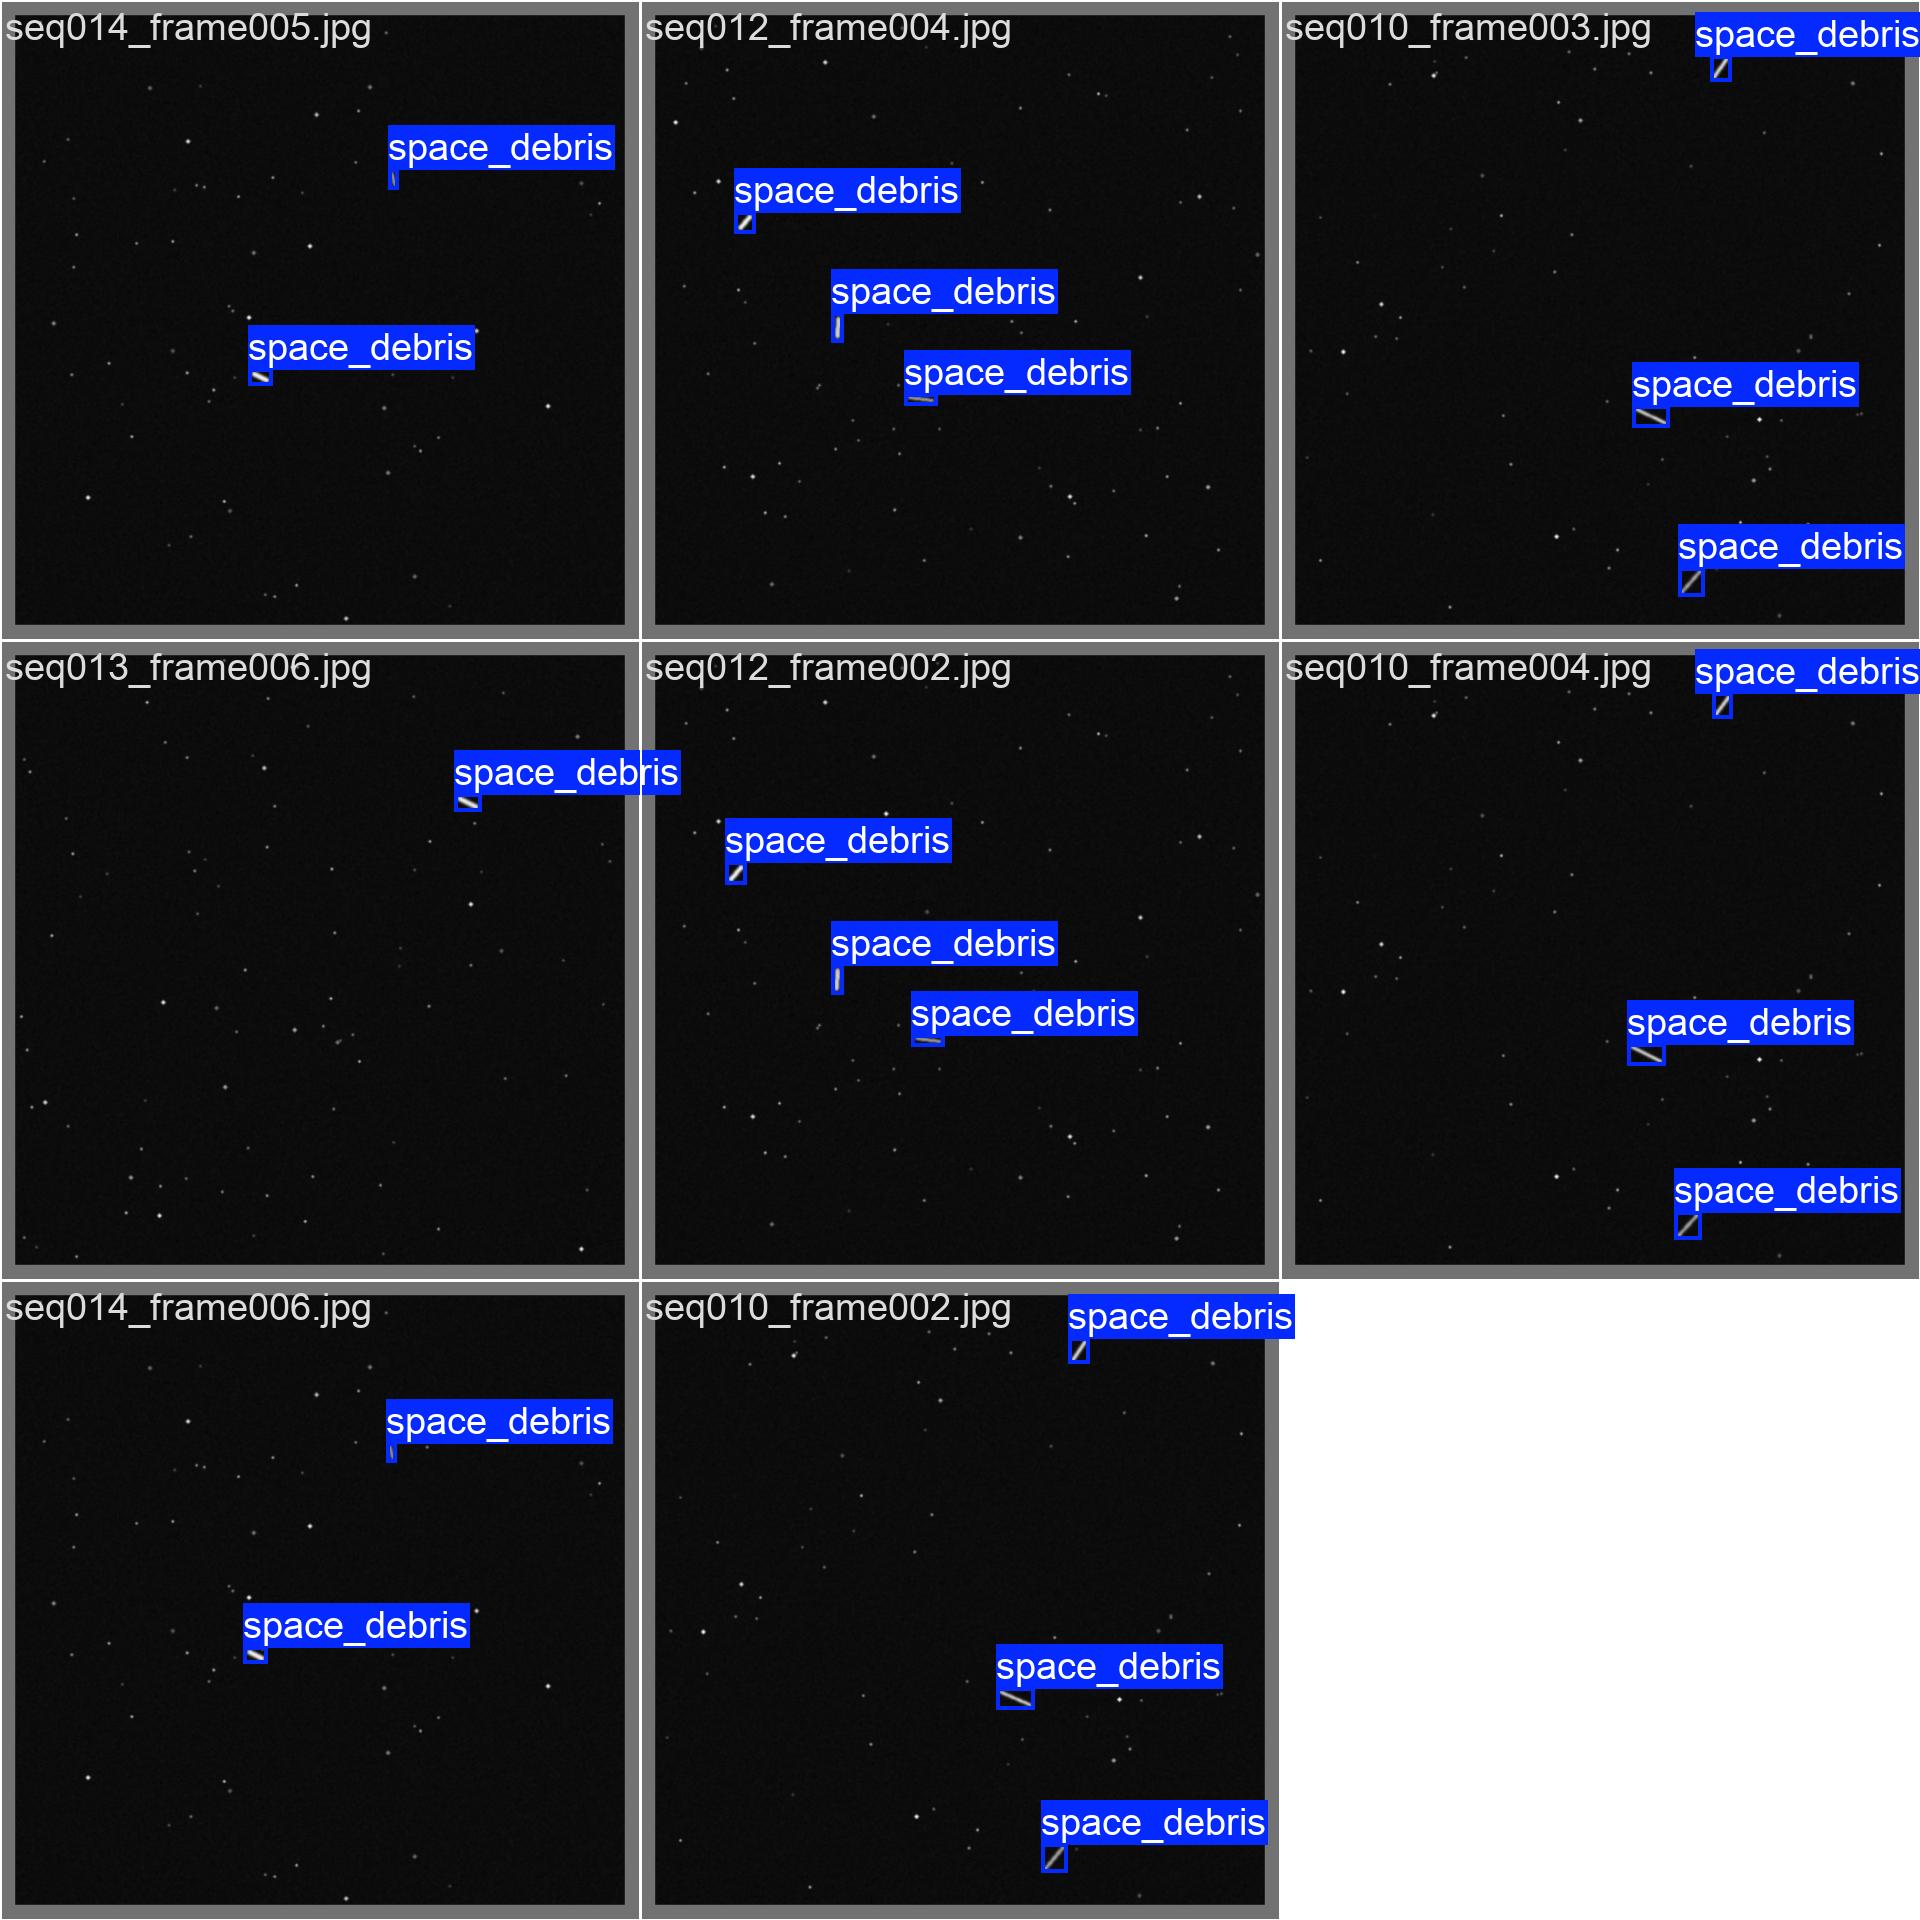 seq014_frame005.jpg
space_debris
space_debris
seq012_frame004.jpg
space_debris
space_debris
space_debris
seq010_frame003.jpg
space_debris
space_debris
space_debris
seq013_frame006.jpg
space_debris
seq012_frame002.jpg
space_debris
space_debris
space_debris
seq010_frame004.jpg
space_debris
space_debris
space_debris
seq014_frame006.jpg
space_debris
space_debris
seq010_frame002.jpg
space_debris
space_debris
space_debris